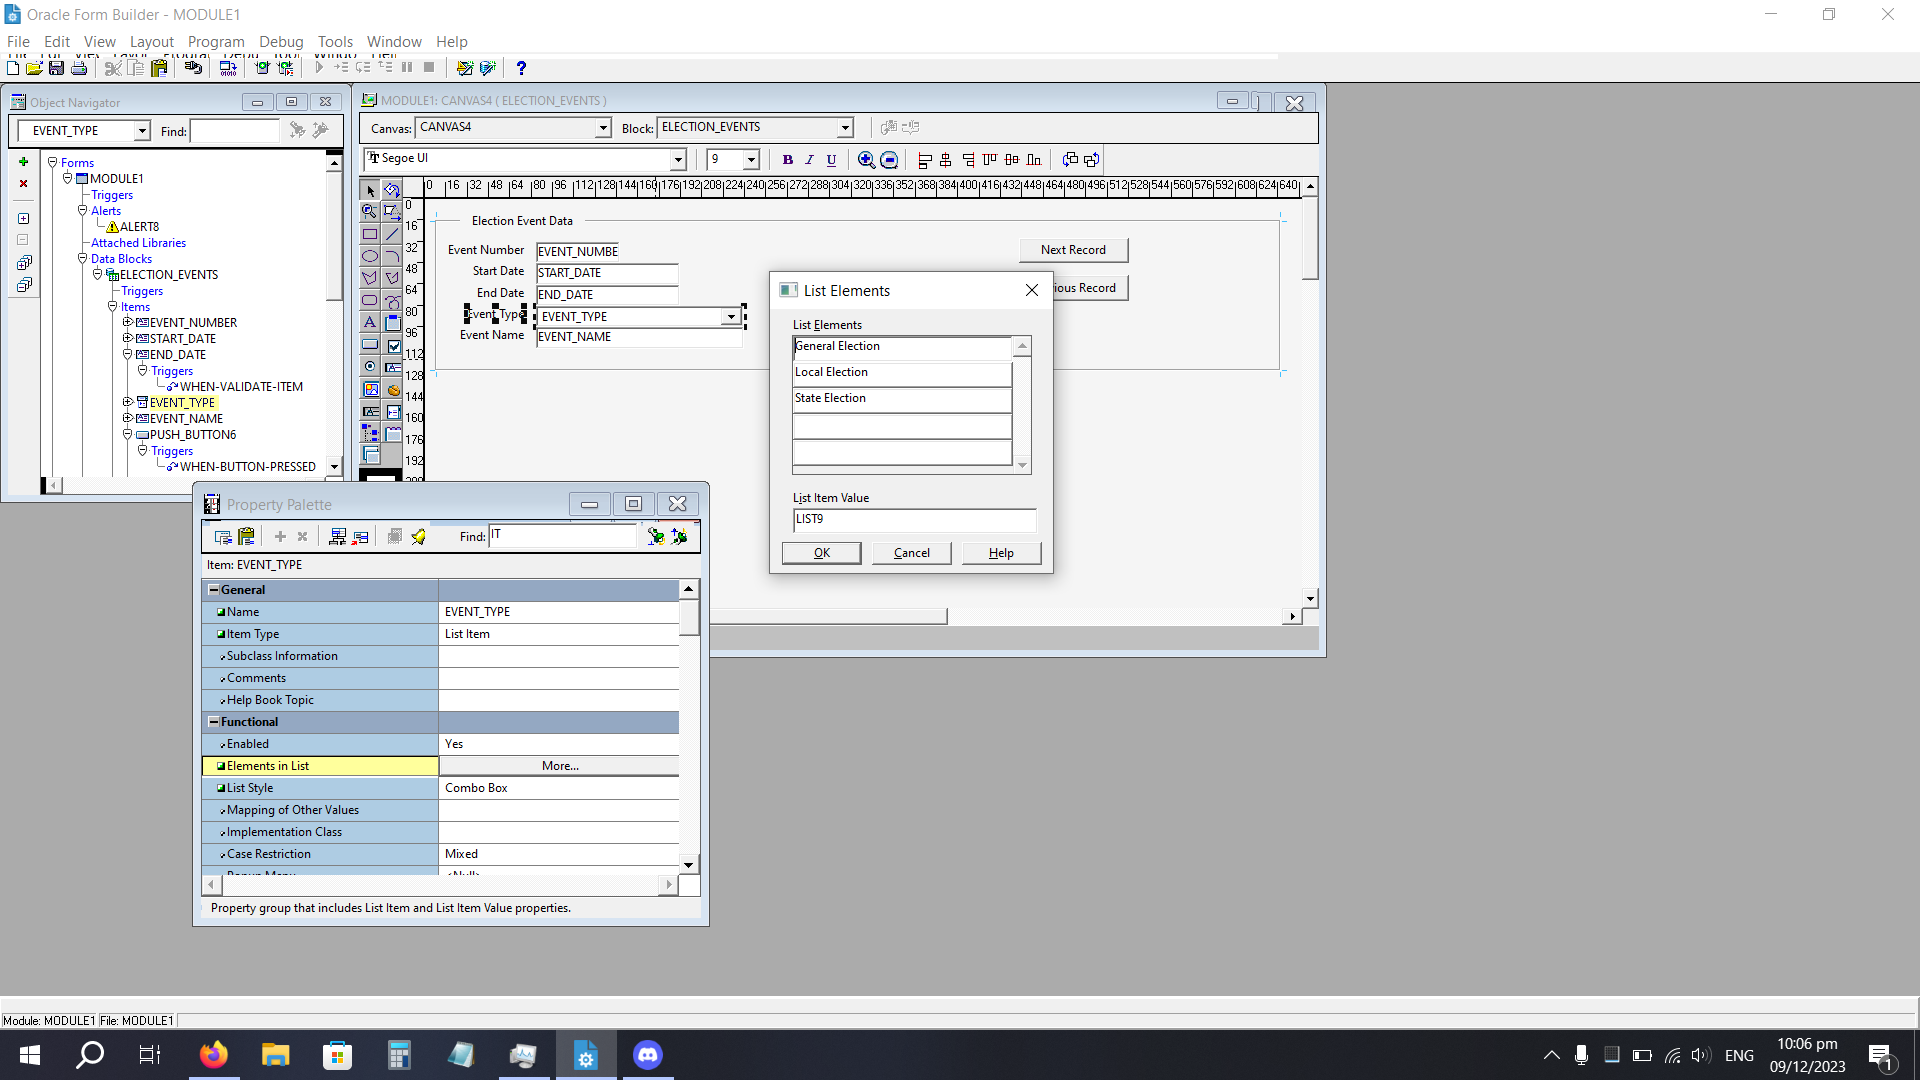 Oracle Form Builder - MODULE1
File Edit View Layout Program Debug Tools Window Help
Object Navigator
EVENT_TYPE Find:
Forms
MODULE1
Triggers
Alerts
ALERT8
Attached Libraries
Data Blocks
ELECTION_EVENTS
Triggers
Items
EVENT_NUMBER
START_DATE
END_DATE
Triggers
WHEN-VALIDATE-ITEM
EVENT_TYPE
EVENT_NAME
PUSH_BUTTON6
Triggers
WHEN-BUTTON-PRESSED
MODULE1: CANVAS4 ( ELECTION_EVENTS )
Canvas: CANVAS4 Block: ELECTION_EVENTS
Segoe UI 9 B I U
0 16 32 48 64 80 96 112 128 144 160 176 192 208 224 240 256 272 288 304 320 336 352 368 384 400 416 432 448 464 480 496 512 528 544 560 576 592 608 624 640
0
16
32
48
64
80
96
112
128
144
160
176
192
Election Event Data
Event Number EVENT_NUMBE
Start Date START_DATE
End Date END_DATE
Event Type EVENT_TYPE
Event Name EVENT_NAME
Next Record
ious Record
List Elements
List Elements
General Election
Local Election
State Election
List Item Value
LIST9
OK Cancel Help
Property Palette
Find: IT
Item: EVENT_TYPE
General
Name EVENT_TYPE
Item Type List Item
Subclass Information
Comments
Help Book Topic
Functional
Enabled Yes
Elements in List More...
List Style Combo Box
Mapping of Other Values
Implementation Class
Case Restriction Mixed
Popup Menu <Null>
Property group that includes List Item and List Item Value properties.
Module: MODULE1 File: MODULE1
ENG
10:06 pm
09/12/2023
1